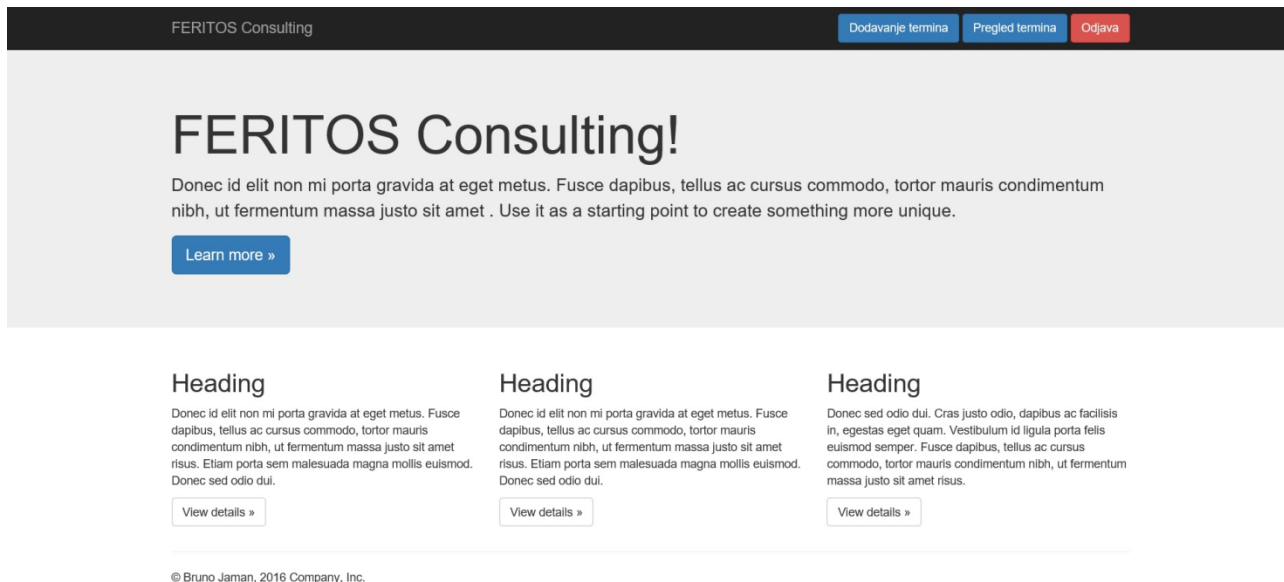 FERITOS Consulting
Dodavanje termina
Pregled termina
Odjava
FERITOS Consulting!
Donec id elit non mi porta gravida at eget metus. Fusce dapibus, tellus ac cursus commodo, tortor mauris condimentum
nibh, ut fermentum massa justo sit amet . Use it as a starting point to create something more unique.
Learn more »
Heading
Donec id elit non mi porta gravida at eget metus. Fusce
dapibus, tellus ac cursus commodo, tortor mauris
condimentum nibh, ut fermentum massa justo sit amet
risus. Etiam porta sem malesuada magna mollis euismod.
Donec sed odio dui.
View details »
Heading
Donec id elit non mi porta gravida at eget metus. Fusce
dapibus, tellus ac cursus commodo, tortor mauris
condimentum nibh, ut fermentum massa justo sit amet
risus. Etiam porta sem malesuada magna mollis euismod.
Donec sed odio dui.
View details »
Heading
Donec sed odio dui. Cras justo odio, dapibus ac facilisis
in, egestas eget quam. Vestibulum id ligula porta felis
euismod semper. Fusce dapibus, tellus ac cursus
commodo, tortor mauris condimentum nibh, ut fermentum
massa justo sit amet risus.
View details »
© Bruno Jaman, 2016 Company, Inc.